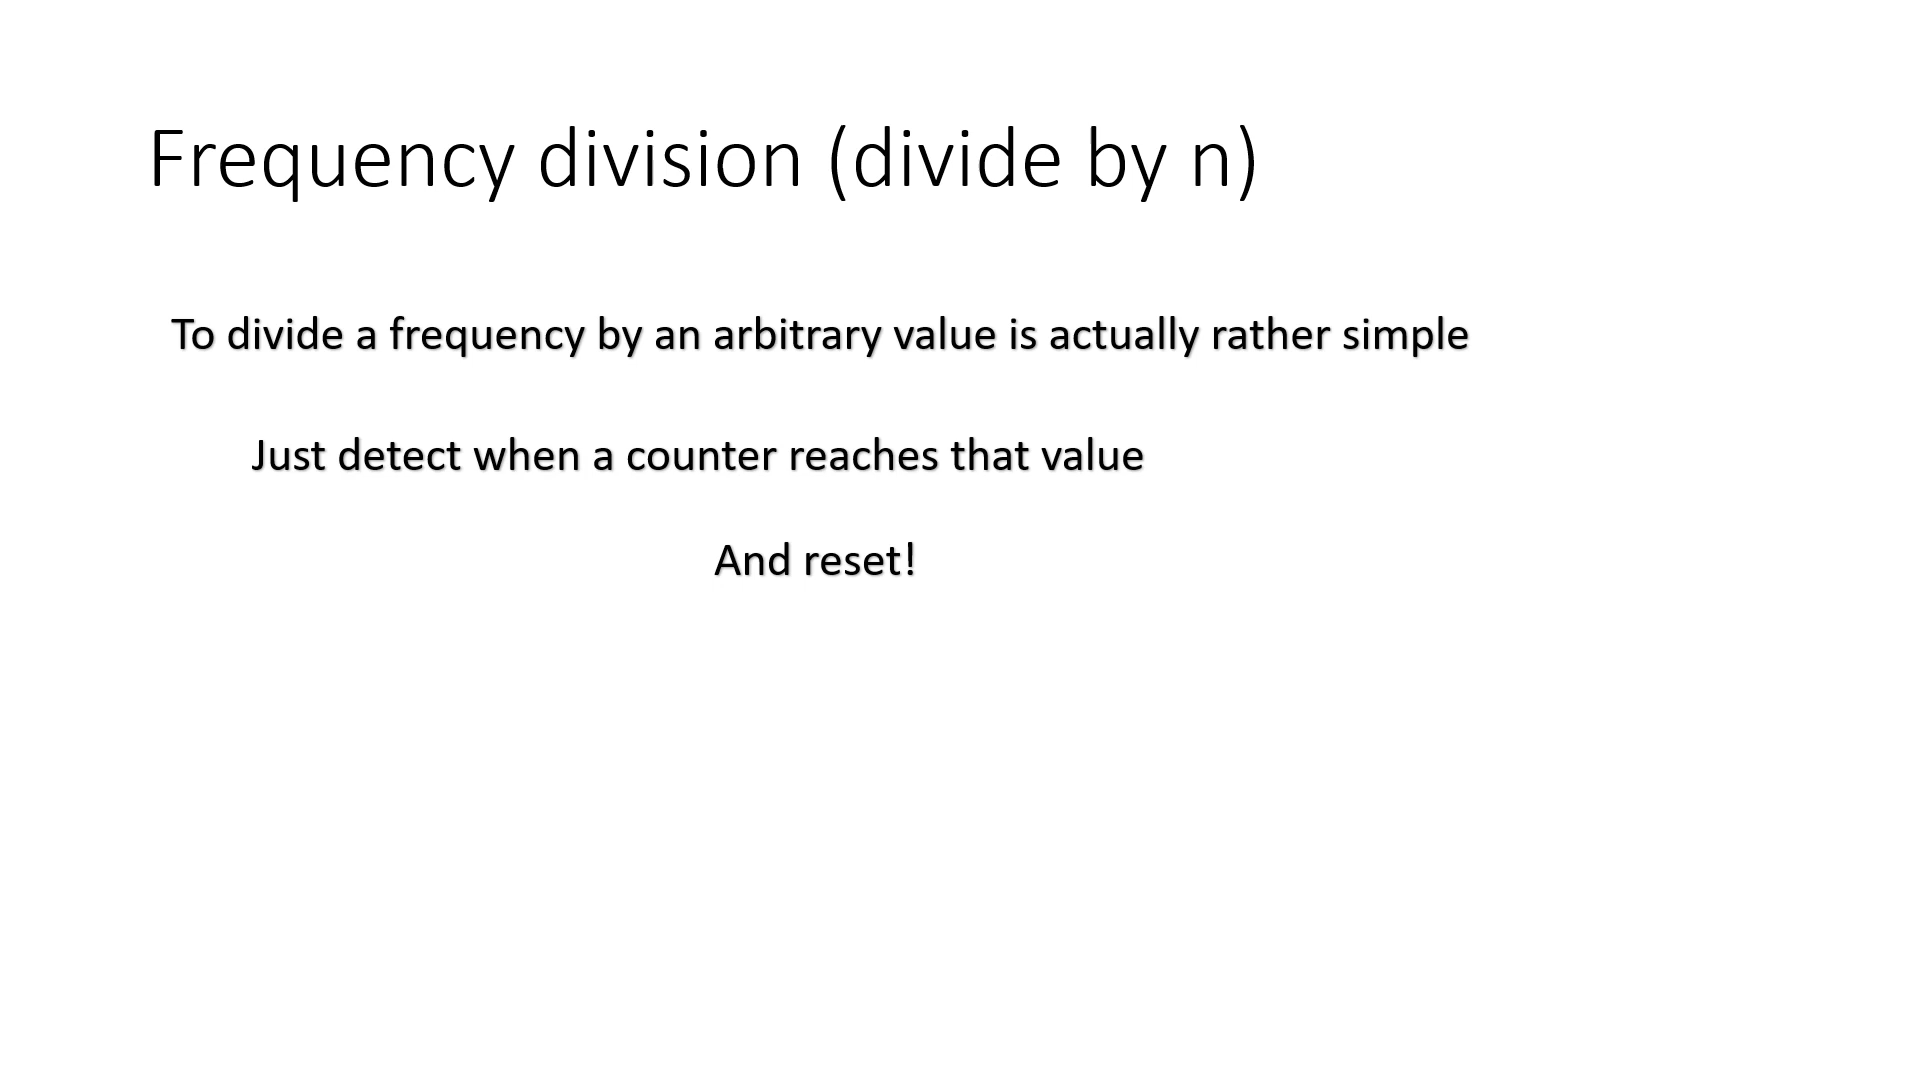 Frequency division (divide by n)
To divide a frequency by an arbitrary value is actually rather simple
Just detect when a counter reaches that value
And reset!